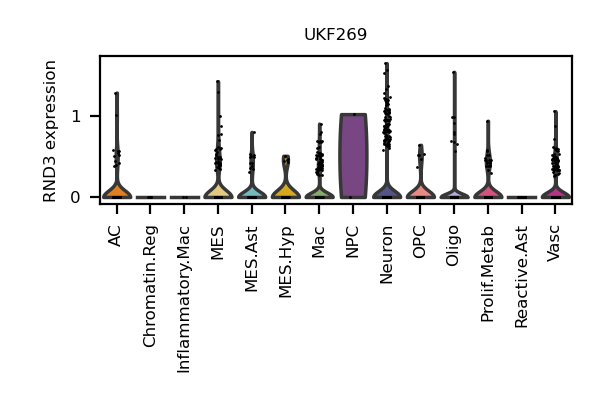 UKF269
RND3 expression
1
0
AC
Chromatin.Reg
Inflammatory.Mac
MES
MES.Ast
MES.Hyp
Mac
NPC
Neuron
OPC
Oligo
Prolif.Metab
Reactive.Ast
Vasc